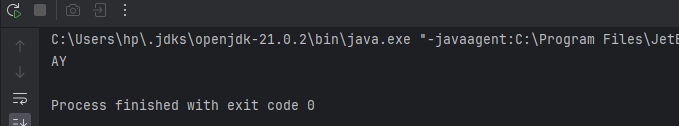 C:\Users\hp\.jdks\openjdk-21.0.2\bin\java.exe "-javaagent:C:\Program Files\JetB
AY
Process finished with exit code 0